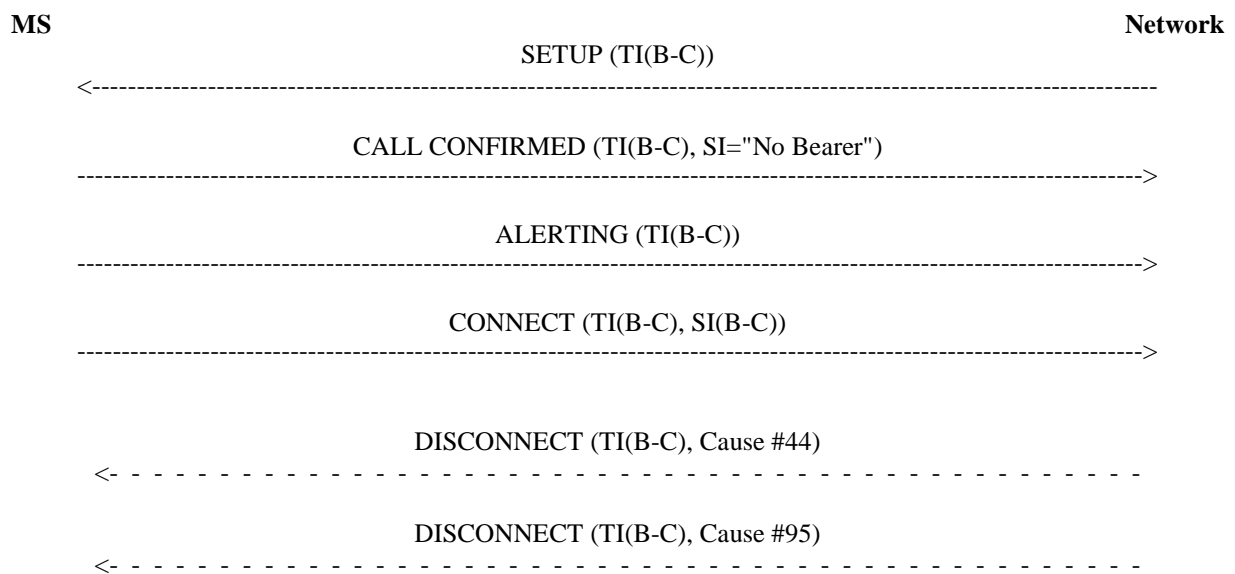 MS Network
SETUP (TI(B-C))
CALL CONFIRMED (TI(B-C), SI="No Bearer")
ALERTING (TI(B-C))
CONNECT (TI(B-C), SI(B-C))
DISCONNECT (TI(B-C), Cause #44)
DISCONNECT (TI(B-C), Cause #95)